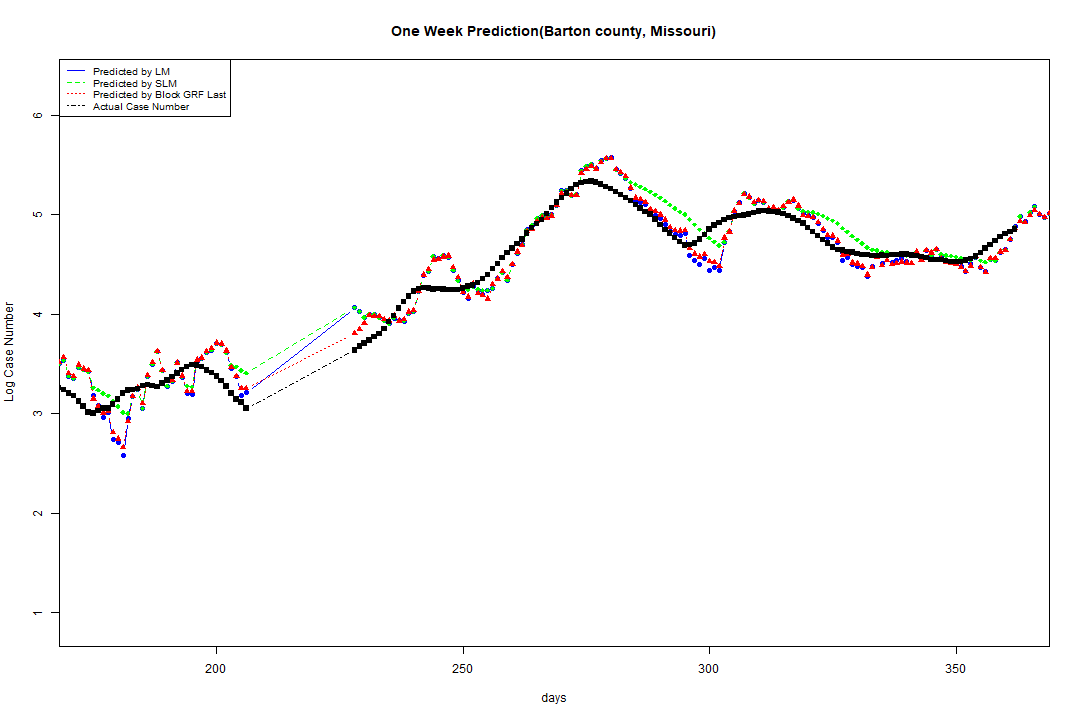 One Week Prediction(Barton county, Missouri)
Predicted by LM
Predicted by SLM
Predicted by Block GRF Last
Actual Case Number
6
5
4
3
2
1
Log Case Number
200 250 300 350
days